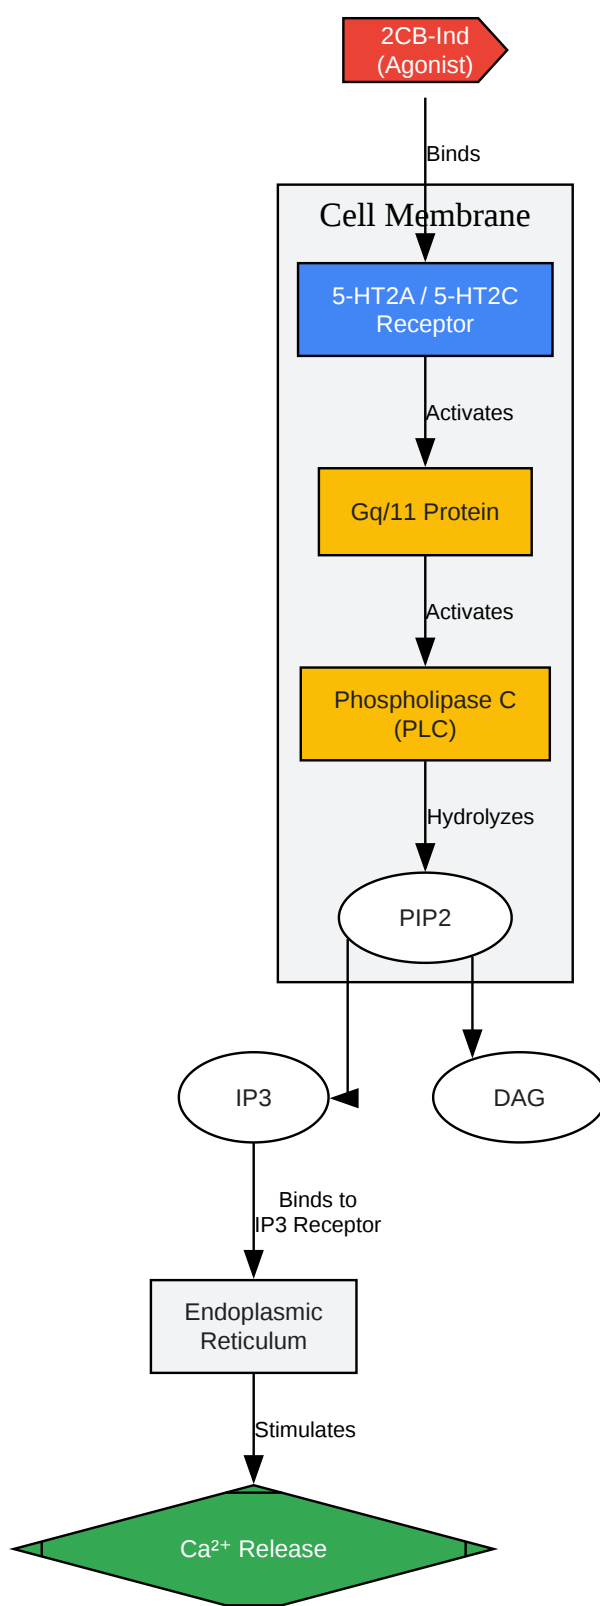 2CB-Ind
(Agonist)
Binds
Cell Membrane
5-HT2A / 5-HT2C
Receptor
Activates
Gq/11 Protein
Activates
Phospholipase C
(PLC)
Hydrolyzes
PIP2
IP3
DAG
Binds to
IP3 Receptor
Endoplasmic
Reticulum
Stimulates
Ca²⁺ Release